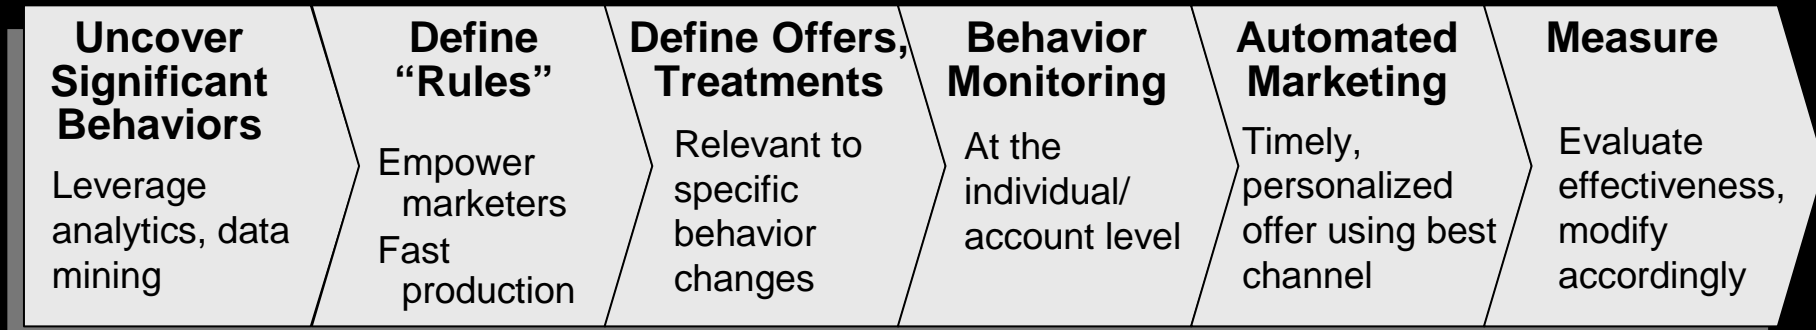 Uncover
Significant
Behaviors
Leverage
analytics, data
mining
Define
“Rules”
Empower
marketers
Fast
production
Define Offers,
Treatments
Relevant to
specific
behavior
changes
Behavior
Monitoring
At the
individual/
account level
Automated
Marketing
Timely,
personalized
offer using best
channel
Measure
Evaluate
effectiveness,
modify
accordingly